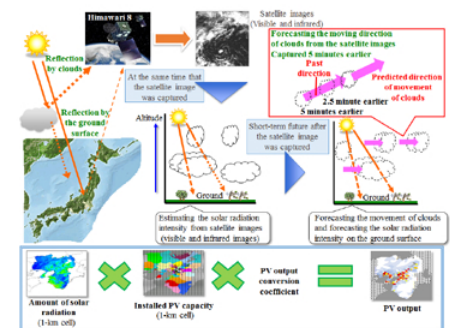 Himawari 8
Satellite images
(Visible and infrared)
Reflection
by clouds
Reflection by
the ground
surface
At the same time that
the satellite image
was captured
Forecasting the moving direction
of clouds from the satellite images
Captured 5 minutes earlier
Past
direction
Predicted direction
of movement
of clouds
2.5 minute earlier
5 minutes earlier
Altitude
Short-term future after
the satellite image
was captured
Ground
Ground
Estimating the solar radiation
intensity from satellite images
(visible and infrared images)
Forecasting the movement of clouds
and forecasting the solar radiation
intensity on the ground surface
Amount of solar
radiation
(1-km cell)
Installed PV capacity
(1-km cell)
PV output
conversion
coefficient
PV output